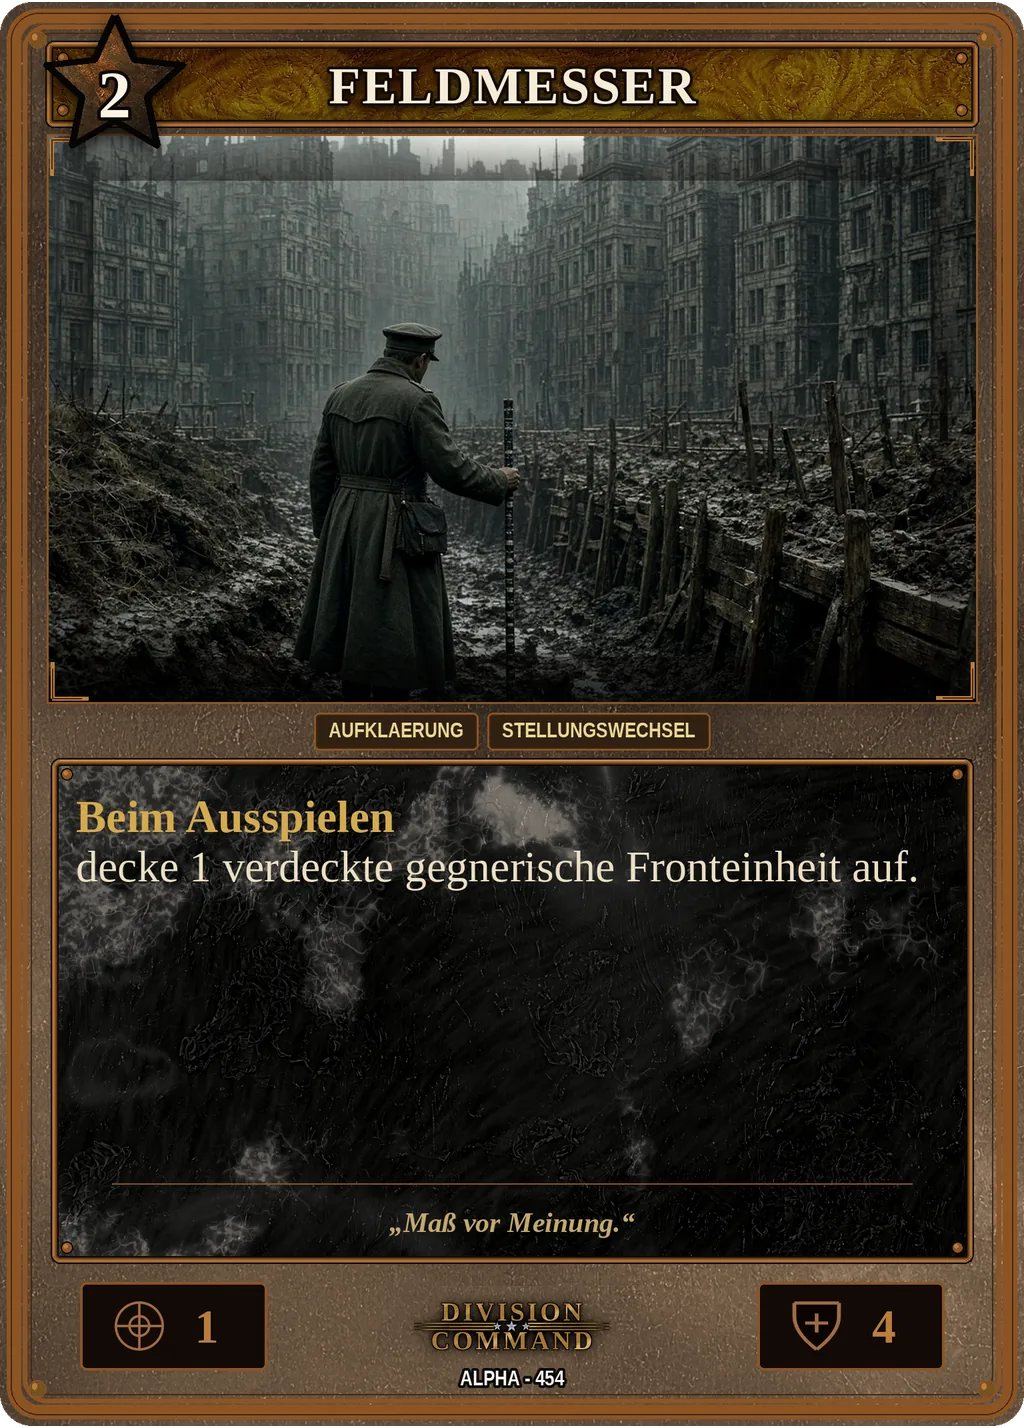 2
FELDMESSER
AUFKLAERUNG
STELLUNGSWECHSEL
Beim Ausspielen
decke 1 verdeckte gegnerische Fronteinheit auf.
„Maß vor Meinung.“
1
DIVISION
COMMAND
4
ALPHA - 454